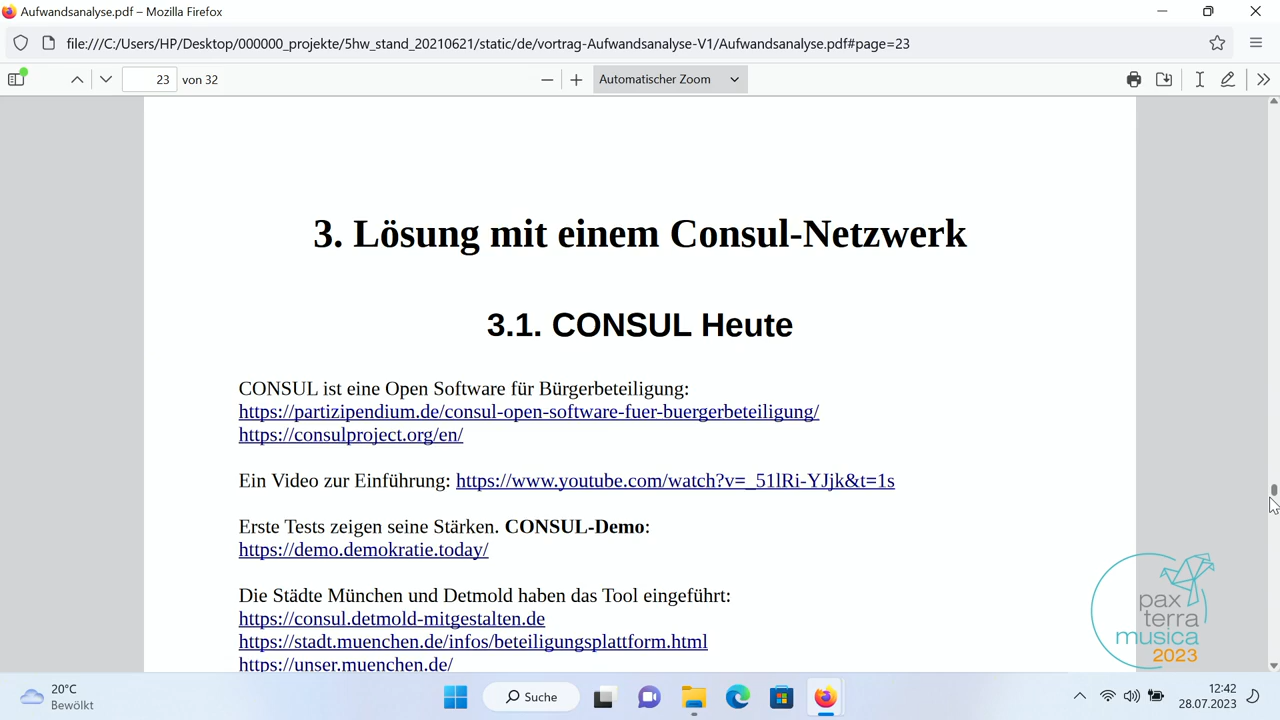 Aufwandsanalyse.pdf – Mozilla Firefox
file:///C:/Users/HP/Desktop/000000_projekte/5hw_stand_20210621/static/de/vortrag-Aufwandsanalyse-V1/Aufwandsanalyse.pdf#page=23
23 von 32
Automatischer Zoom
3. Lösung mit einem Consul-Netzwerk
3.1. CONSUL Heute
CONSUL ist eine Open Software für Bürgerbeteiligung:
https://partizipendium.de/consul-open-software-fuer-buergerbeteiligung/
https://consulproject.org/en/
Ein Video zur Einführung: https://www.youtube.com/watch?v=_51lRi-YJjk&t=1s
Erste Tests zeigen seine Stärken. CONSUL-Demo:
https://demo.demokratie.today/
Die Städte München und Detmold haben das Tool eingeführt:
https://consul.detmold-mitgestalten.de
https://stadt.muenchen.de/infos/beteiligungsplattform.html
https://unser.muenchen.de/
pax
terra
musica
2023
20°C
Bewölkt
Suche
12:42
28.07.2023